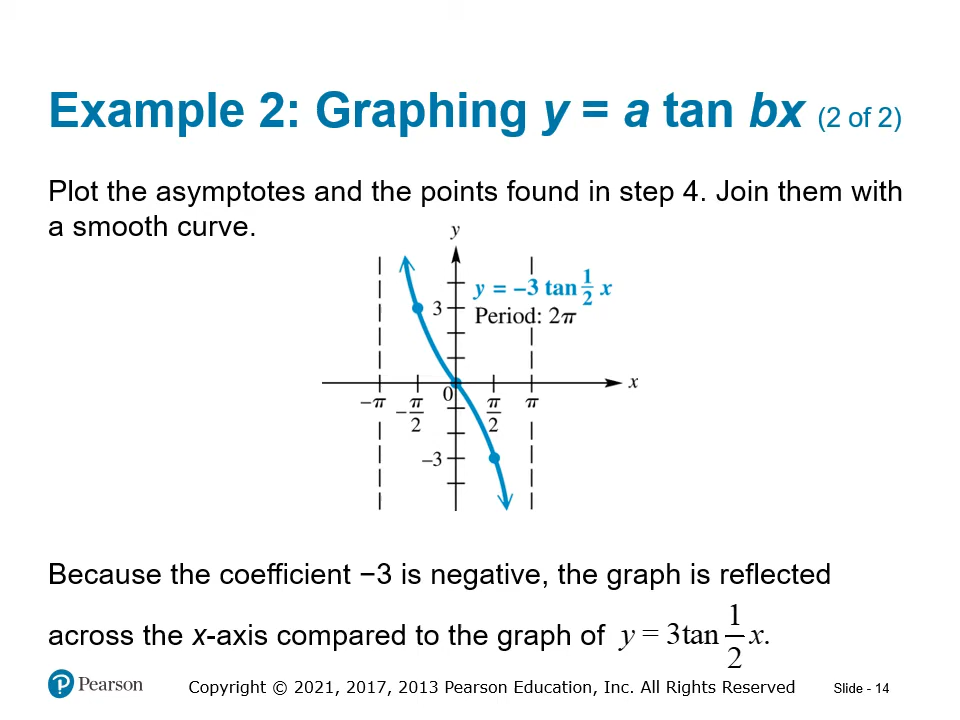 Example 2: Graphing y = a tan bx (2 of 2)
Plot the asymptotes and the points found in step 4. Join them with
a smooth curve.
y
y = −3 tan 1/2 x
3
Period: 2π
x
0
−π
−π/2
π/2
π
−3
Because the coefficient −3 is negative, the graph is reflected
across the x-axis compared to the graph of y = 3tan 1/2 x.
Pearson
Copyright © 2021, 2017, 2013 Pearson Education, Inc. All Rights Reserved
Slide - 14